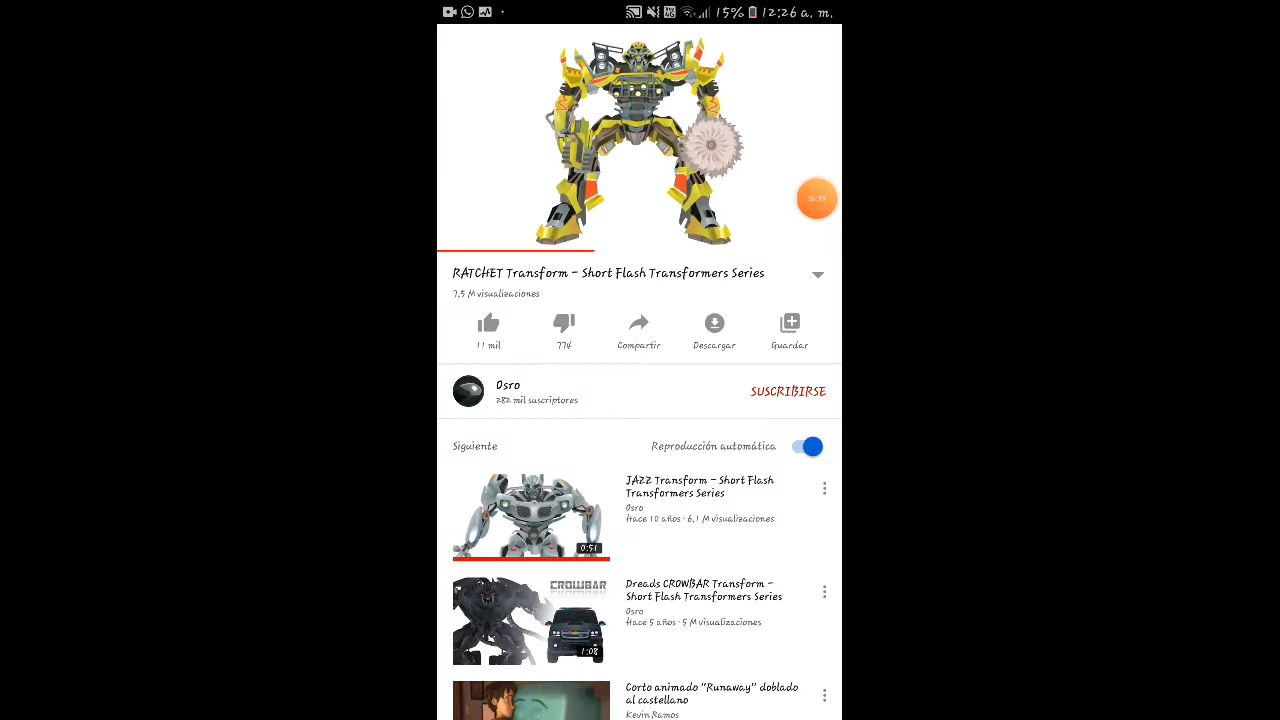 15% 12:26 a. m.
RATCHET Transform - Short Flash Transformers Series
7,5 M visualizaciones
11 mil
774
Compartir
Descargar
Guardar
Osro
282 mil suscriptores
SUSCRIBIRSE
Siguiente
Reproducción automática
JAZZ Transform - Short Flash
Transformers Series
Osro
Hace 10 años · 6,1 M visualizaciones
0:51
CROWBAR
1:08
Dreads CROWBAR Transform -
Short Flash Transformers Series
Osro
Hace 5 años · 5 M visualizaciones
Corto animado "Runaway" doblado
al castellano
Kevin Ramos